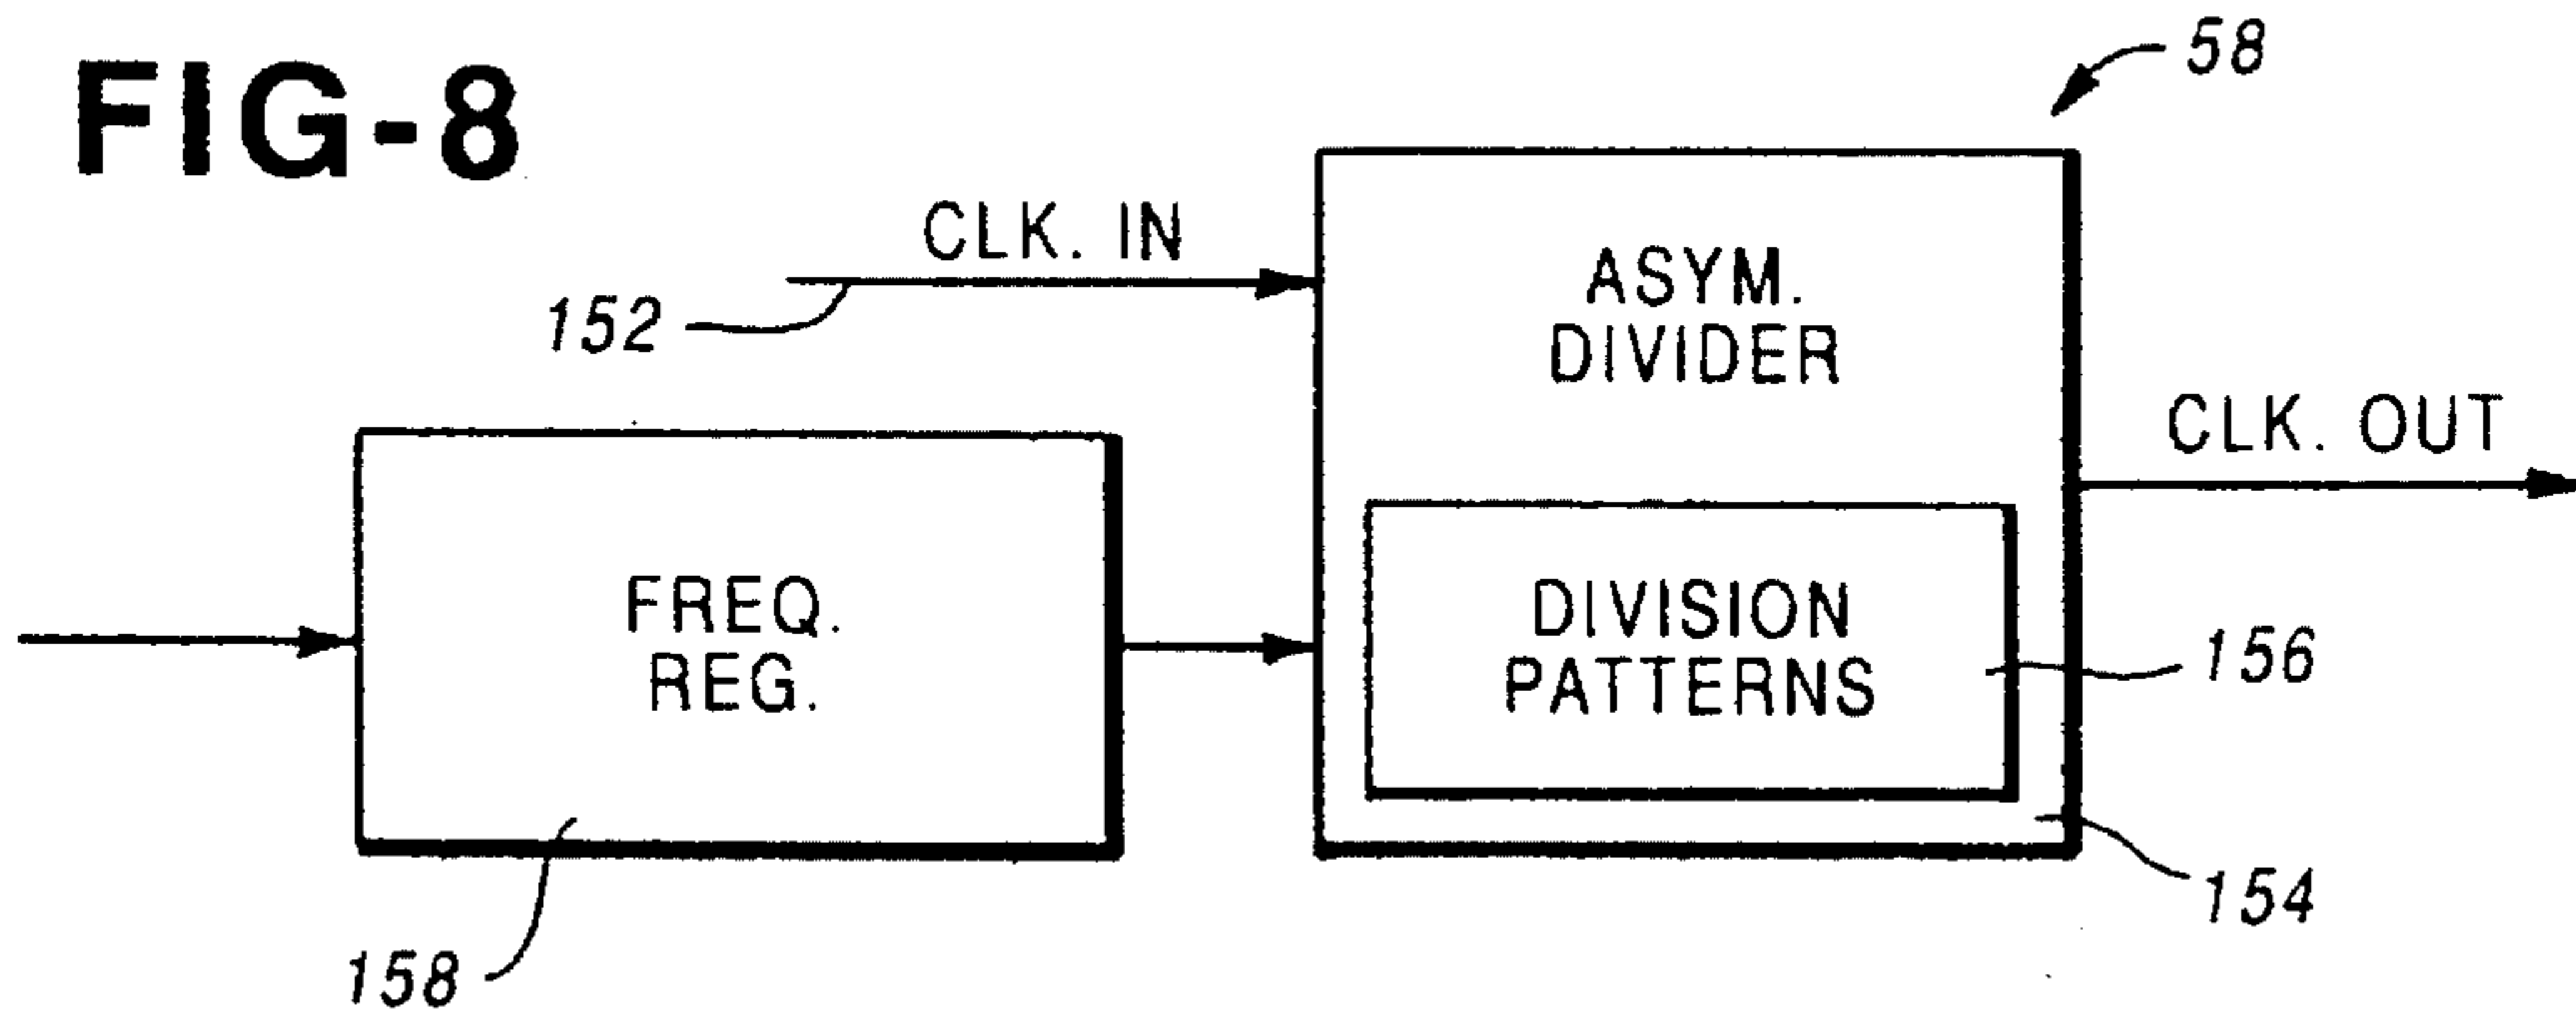 FIG-8
58
CLK. IN
152
ASYM.
DIVIDER
CLK. OUT
FREQ.
REG.
DIVISION
PATTERNS
156
154
158